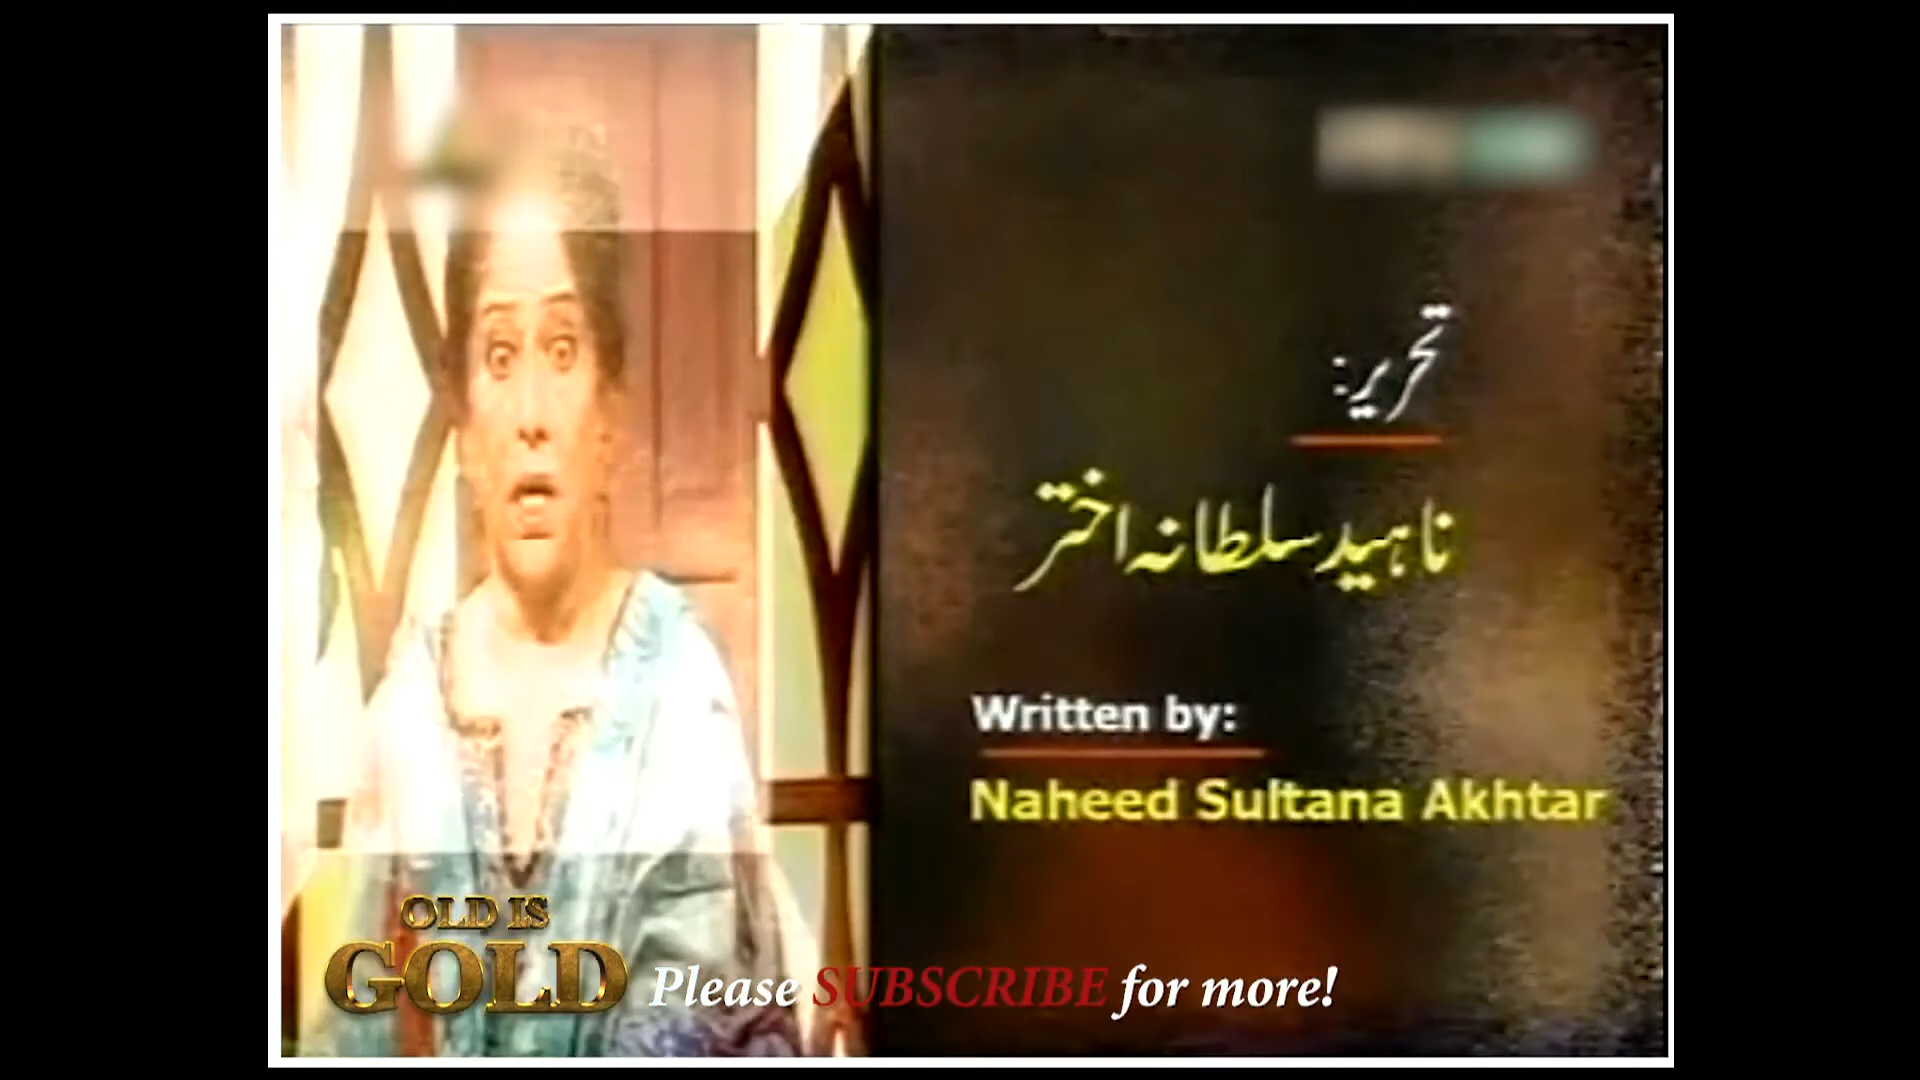 تحریر:
ناہید سلطانہ اختر
Written by:
Naheed Sultana Akhtar
OLD IS
GOLD
Please SUBSCRIBE for more!